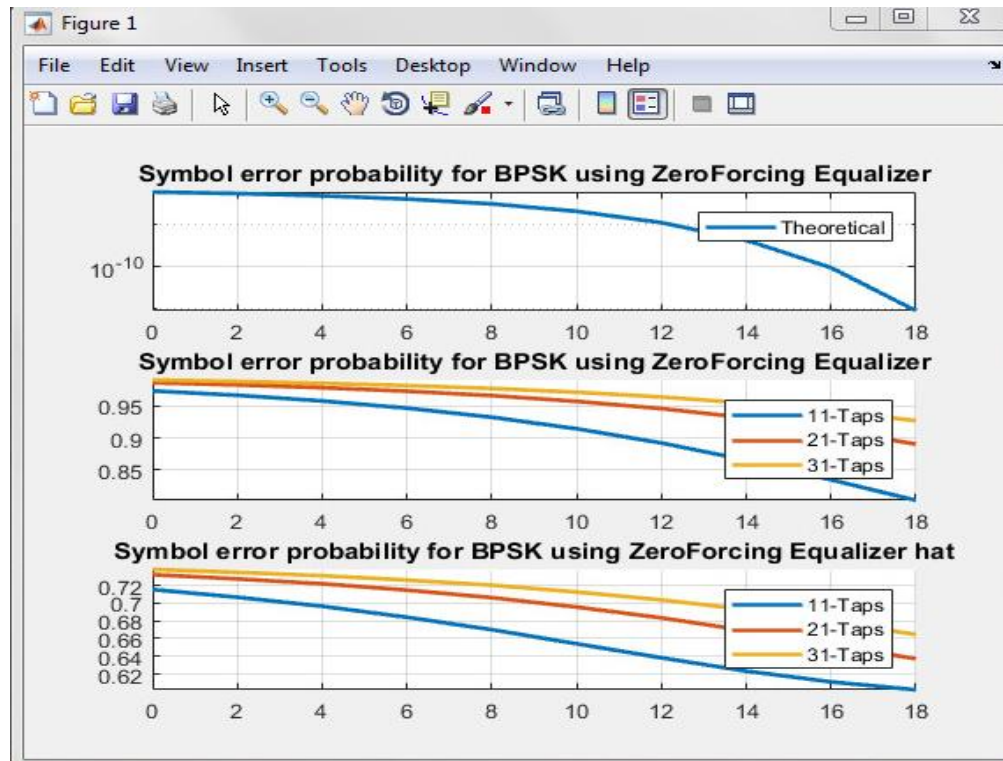 Figure 1
File Edit View Insert Tools Desktop Window Help
Symbol error probability for BPSK using ZeroForcing Equalizer
Theoretical
10^-10
0 2 4 6 8 10 12 14 16 18
Symbol error probability for BPSK using ZeroForcing Equalizer
0.95
0.9
0.85
11-Taps
21-Taps
31-Taps
0 2 4 6 8 10 12 14 16 18
Symbol error probability for BPSK using ZeroForcing Equalizer hat
0.72
0.7
0.68
0.66
0.64
0.62
11-Taps
21-Taps
31-Taps
0 2 4 6 8 10 12 14 16 18